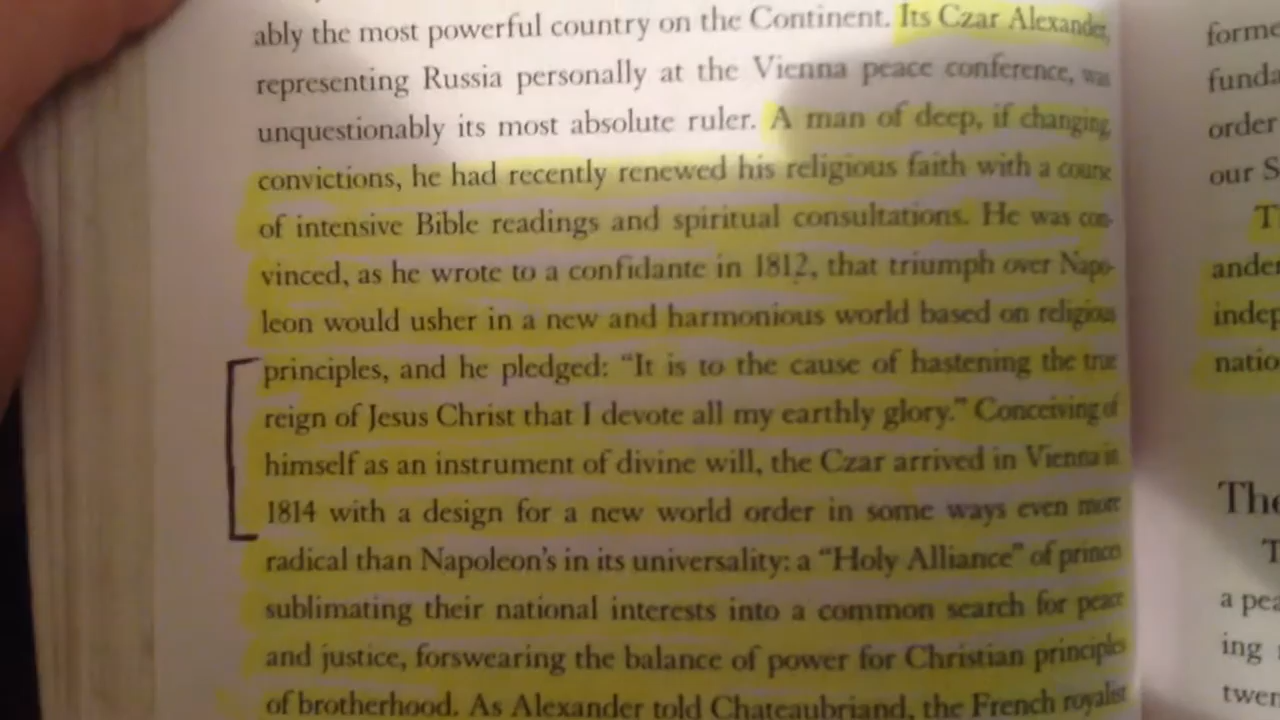 ably the most powerful country on the Continent. Its Czar Alexander,
representing Russia personally at the Vienna peace conference, was
unquestionably its most absolute ruler. A man of deep, if changing,
convictions, he had recently renewed his religious faith with a course
of intensive Bible readings and spiritual consultations. He was con-
vinced, as he wrote to a confidante in 1812, that triumph over Napo-
leon would usher in a new and harmonious world based on religious
principles, and he pledged: “It is to the cause of hastening the true
reign of Jesus Christ that I devote all my earthly glory.” Conceiving of
himself as an instrument of divine will, the Czar arrived in Vienna in
1814 with a design for a new world order in some ways even more
radical than Napoleon’s in its universality: a “Holy Alliance” of princes
sublimating their national interests into a common search for peace
and justice, forswearing the balance of power for Christian principles
of brotherhood. As Alexander told Chateaubriand, the French royalist
forme
funda
order
our S
T
ander
indep
natio
The
T
a pea
ing
twen